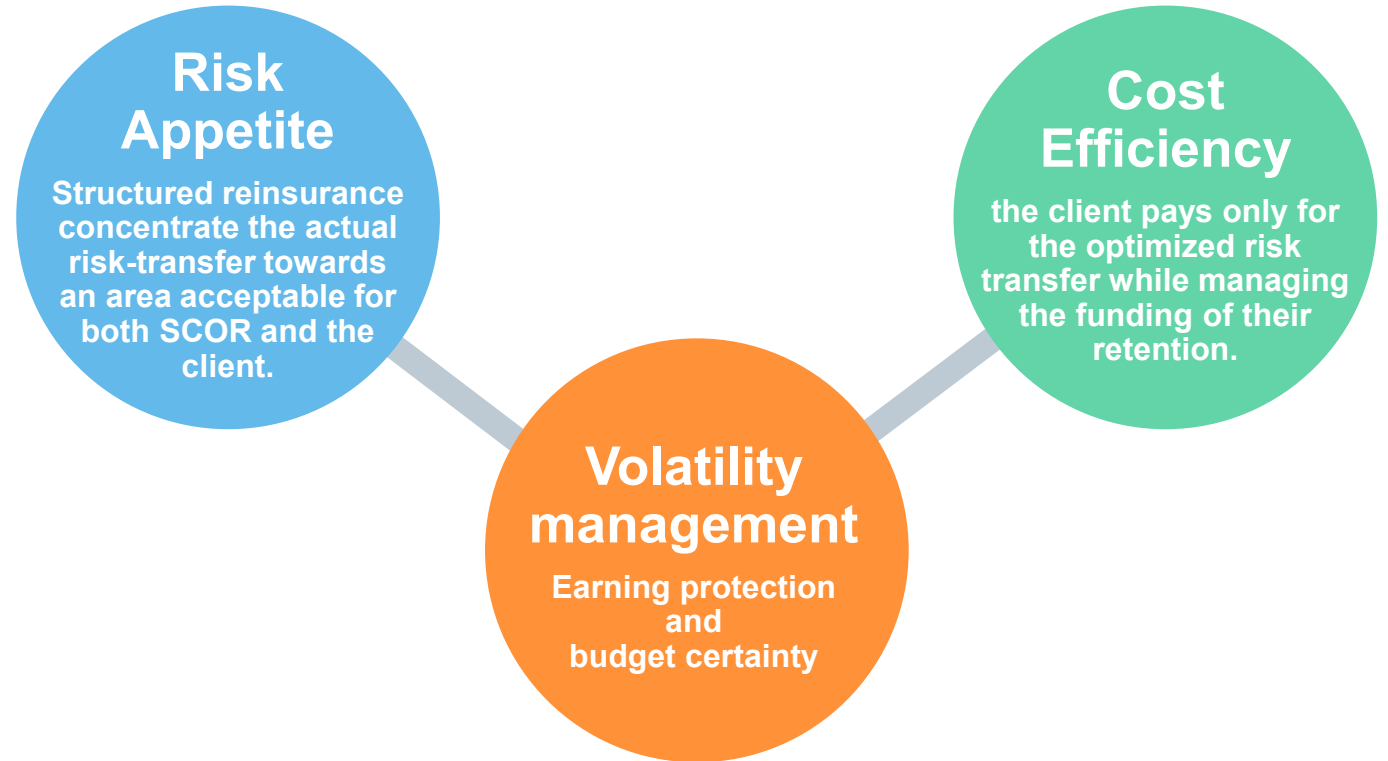 Risk
Appetite
Structured reinsurance
concentrate the actual
risk-transfer towards
an area acceptable for
both SCOR and the
client.
Cost
Efficiency
the client pays only for
the optimized risk
transfer while managing
the funding of their
retention.
Volatility
management
Earning protection
and
budget certainty